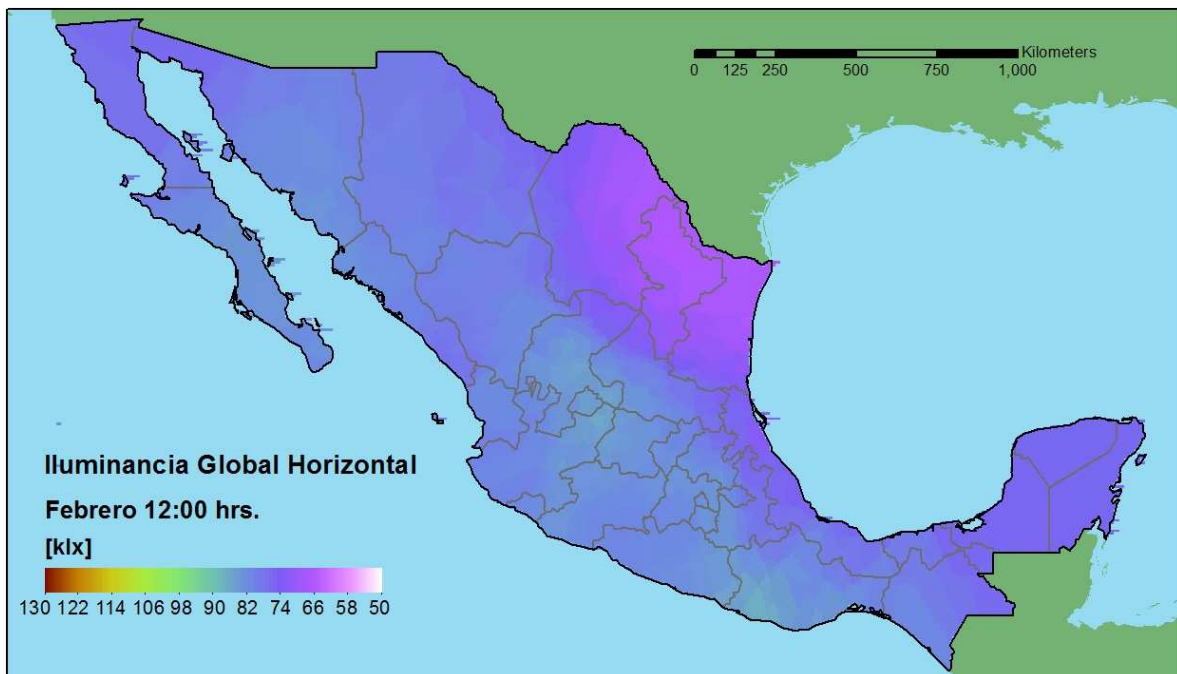 Kilometers
0 125 250 500 750 1,000
Iluminancia Global Horizontal
Febrero 12:00 hrs.
[klx]
130 122 114 106 98 90 82 74 66 58 50